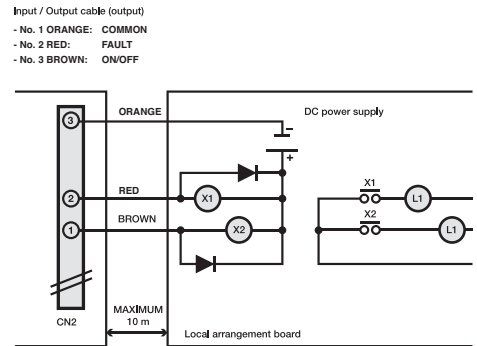 Input / Output cable (output)
- No. 1 ORANGE: COMMON
- No. 2 RED: FAULT
- No. 3 BROWN: ON/OFF
ORANGE
DC power supply
3
–
+
RED
X1
X1
L1
2
BROWN
X2
X2
L1
1
CN2
MAXIMUM
10 m
Local arrangement board